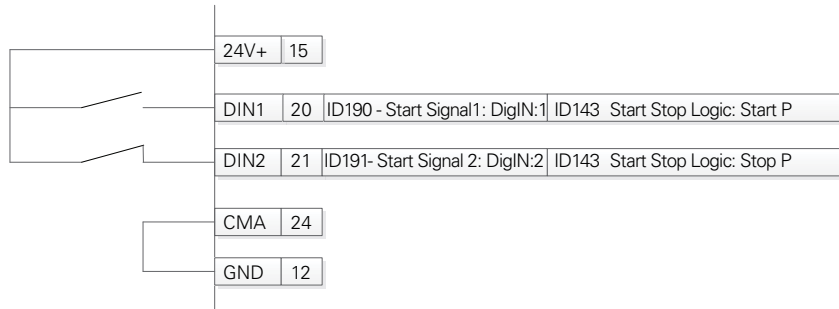 24V+ 15
DIN1 20 ID190 - Start Signal1: DigIN:1 ID143 Start Stop Logic: Start P
DIN2 21 ID191- Start Signal 2: DigIN:2 ID143 Start Stop Logic: Stop P
CMA 24
GND 12